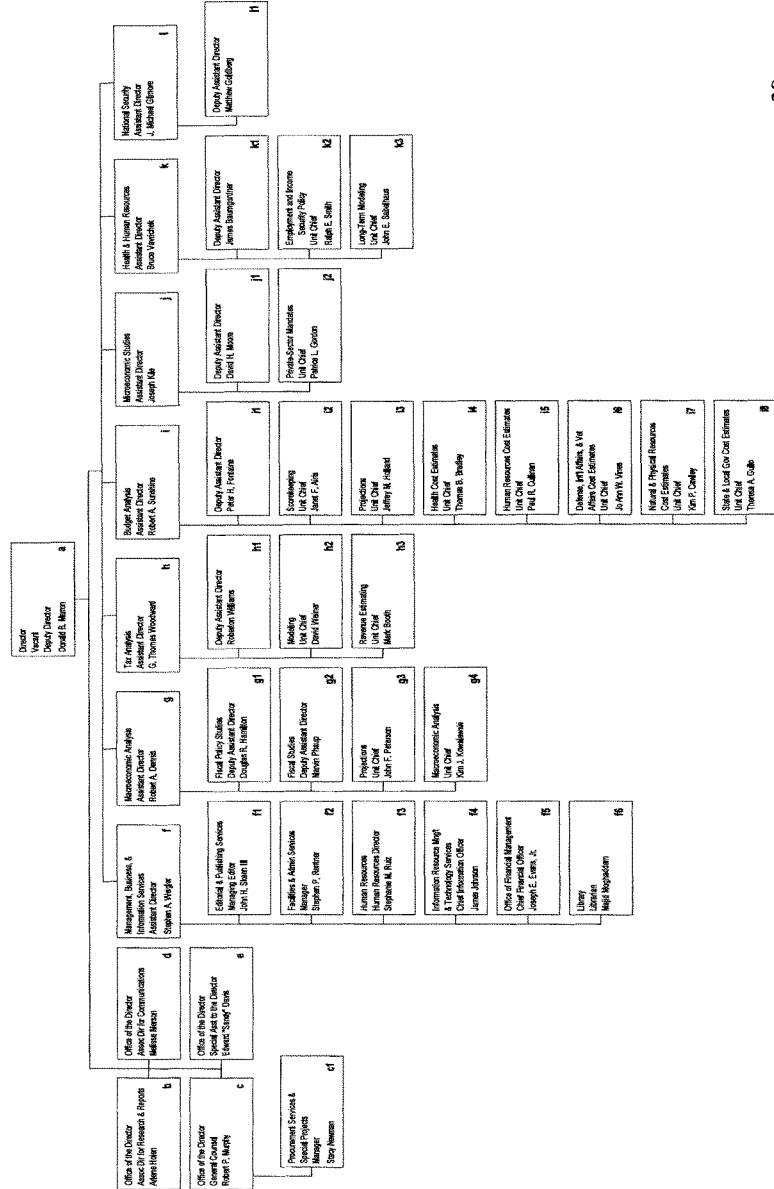 Director
Vacant
Deputy Director
Donald B. Marron
a
Office of the Director
Assoc Dir for Research & Reports
Arlene Holen
b
Office of the Director
General Counsel
Robert P. Murphy
c
Procurement Services &
Special Projects
Manager
Stacy Newman
c1
Office of the Director
Assoc Dir for Communications
Melissa Merson
d
Office of the Director
Special Asst to the Director
Edward "Sandy" Davis
e
Management, Business, &
Information Services
Assistant Director
Stephen A. Weigler
f
Editorial & Publishing Services
Managing Editor
John H. Skeen III
f1
Facilities & Admin Services
Manager
Stephen P. Rentner
f2
Human Resources
Human Resources Director
Stephanie M. Ruiz
f3
Information Resource Mngt
& Technology Services
Chief Information Officer
James Johnson
f4
Office of Financial Management
Chief Financial Officer
Joseph E. Evans, Jr.
f5
Library
Librarian
Majid Moghaddam
f6
Macroeconomic Analysis
Assistant Director
Robert A. Dennis
g
Fiscal Policy Studies
Deputy Assistant Director
Douglas R. Hamilton
g1
Fiscal Studies
Deputy Assistant Director
Marvin Phaup
g2
Projections
Unit Chief
John F. Peterson
g3
Macroeconomic Analysis
Unit Chief
Kim J. Kowalewski
g4
Tax Analysis
Assistant Director
G. Thomas Woodward
h
Deputy Assistant Director
Roberton Williams
h1
Modeling
Unit Chief
David Weiner
h2
Revenue Estimating
Unit Chief
Mark Booth
h3
Budget Analysis
Assistant Director
Robert A. Sunshine
i
Deputy Assistant Director
Peter H. Fontaine
i1
Scorekeeping
Unit Chief
Janet F. Airis
i2
Projections
Unit Chief
Jeffrey M. Holland
i3
Health Cost Estimates
Unit Chief
Thomas B. Bradley
i4
Human Resources Cost Estimates
Unit Chief
Paul R. Cullinan
i5
Defense, Int'l Affairs, & Vet
Affairs Cost Estimates
Unit Chief
Jo Ann W. Vines
i6
Natural & Physical Resources
Cost Estimates
Unit Chief
Kim P. Cawley
i7
State & Local Gov Cost Estimates
Unit Chief
Theresa A. Gullo
i8
Microeconomic Studies
Assistant Director
Joseph Kile
j
Deputy Assistant Director
David H. Moore
j1
Private-Sector Mandates
Unit Chief
Patrice L. Gordon
j2
Health & Human Resources
Assistant Director
Bruce Vavrichek
k
Deputy Assistant Director
James Baumgardner
k1
Employment and Income
Security Policy
Unit Chief
Ralph E. Smith
k2
Long-Term Modeling
Unit Chief
John E. Sabelhaus
k3
National Security
Assistant Director
J. Michael Gilmore
l
Deputy Assistant Director
Matthew Goldberg
l1